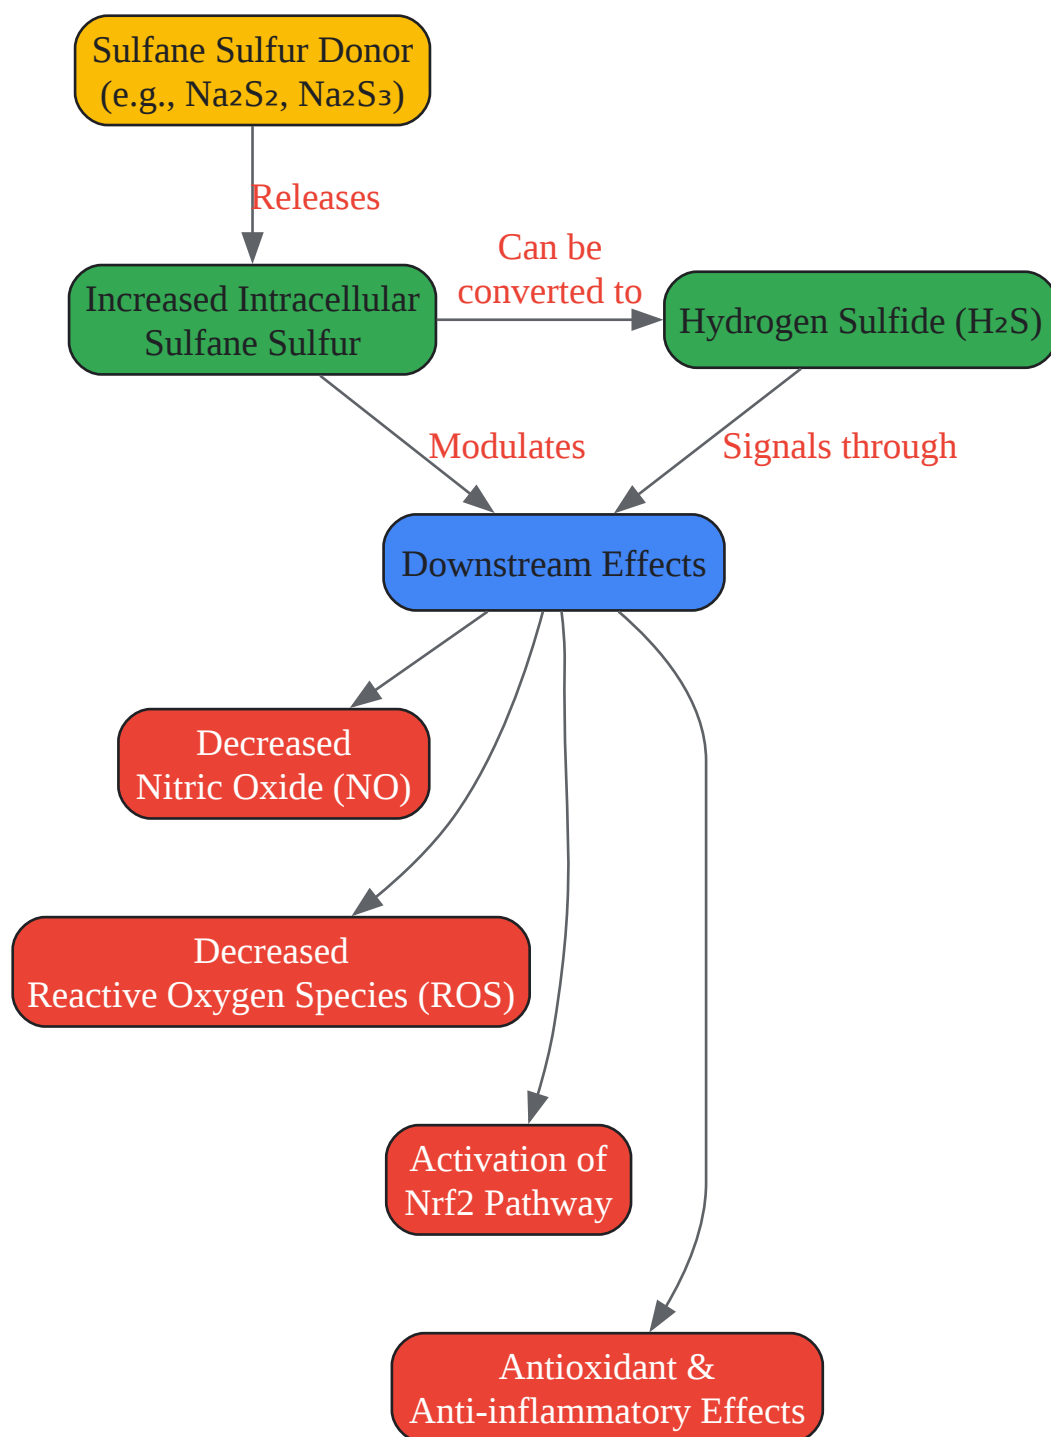 Sulfane Sulfur Donor
(e.g., Na₂S₂, Na₂S₃)
Releases
Can be
converted to
Increased Intracellular
Sulfane Sulfur
Hydrogen Sulfide (H₂S)
Modulates
Signals through
Downstream Effects
Decreased
Nitric Oxide (NO)
Decreased
Reactive Oxygen Species (ROS)
Activation of
Nrf2 Pathway
Antioxidant &
Anti-inflammatory Effects